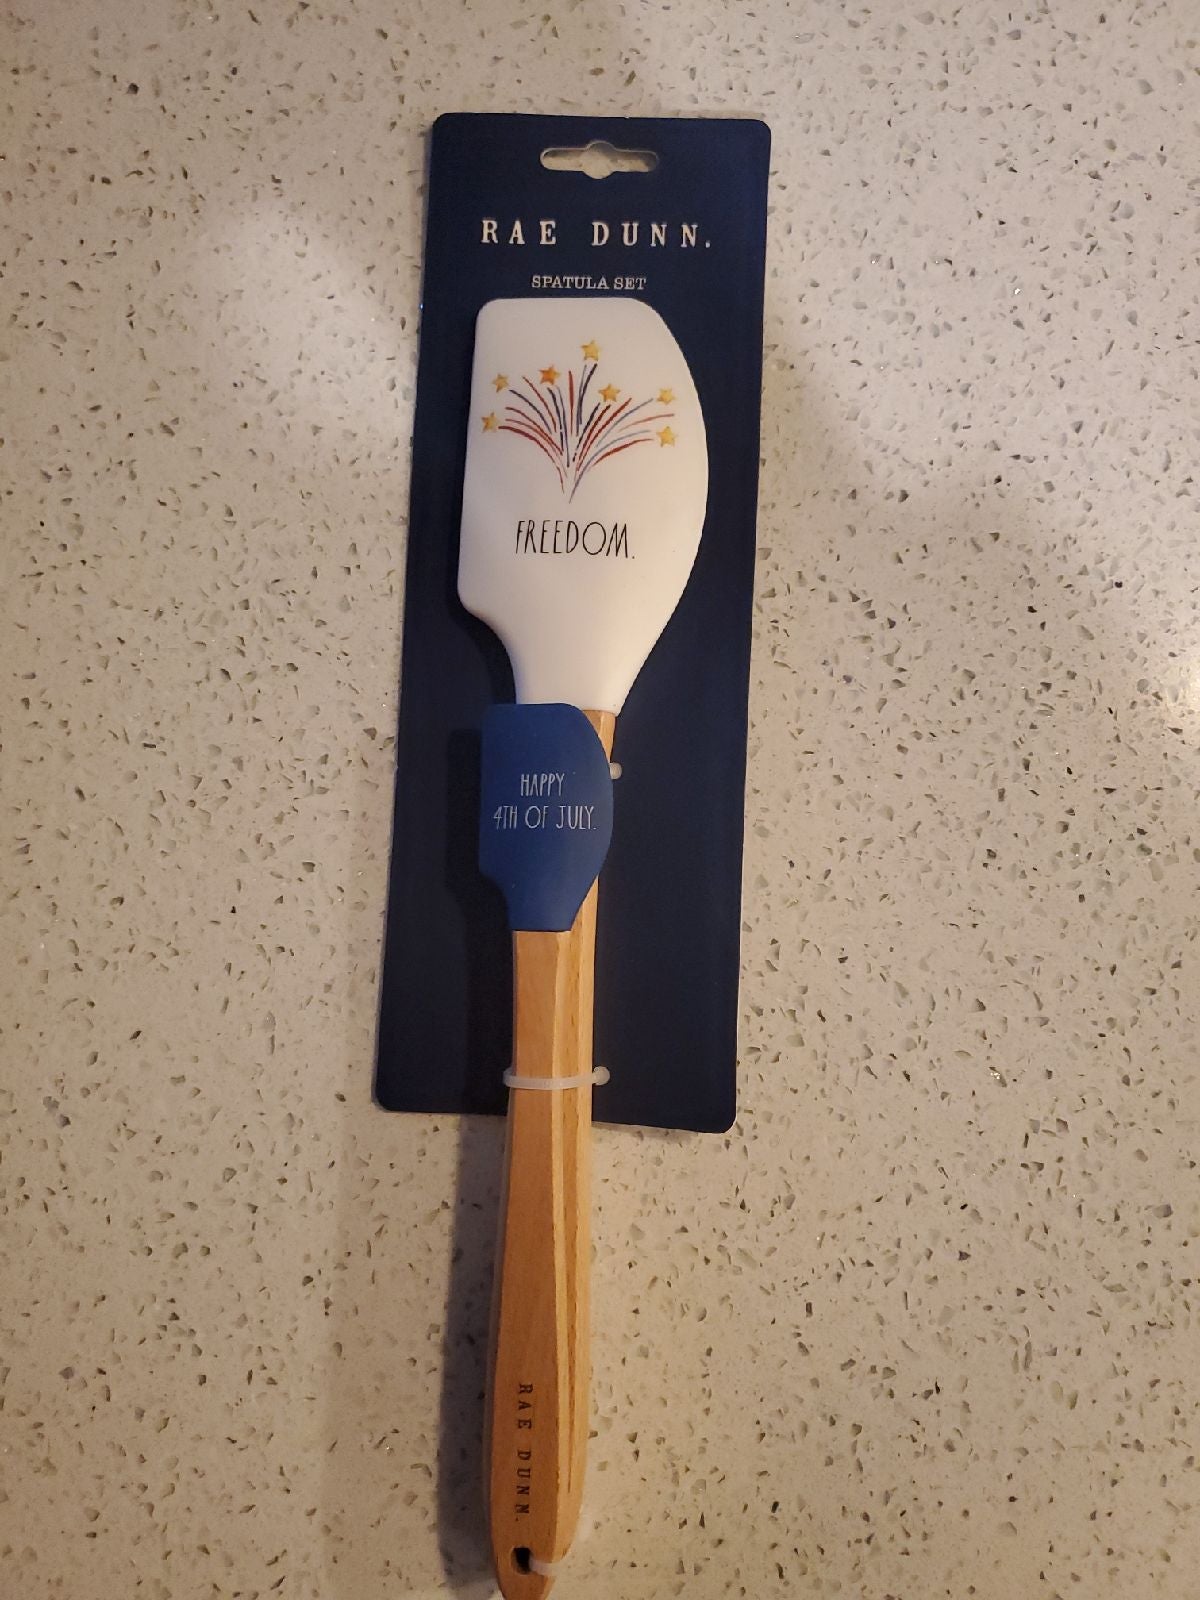 RAE DUNN.
SPATULA SET
FREEDOM.
HAPPY
4TH OF JULY.
RAE DUNN.